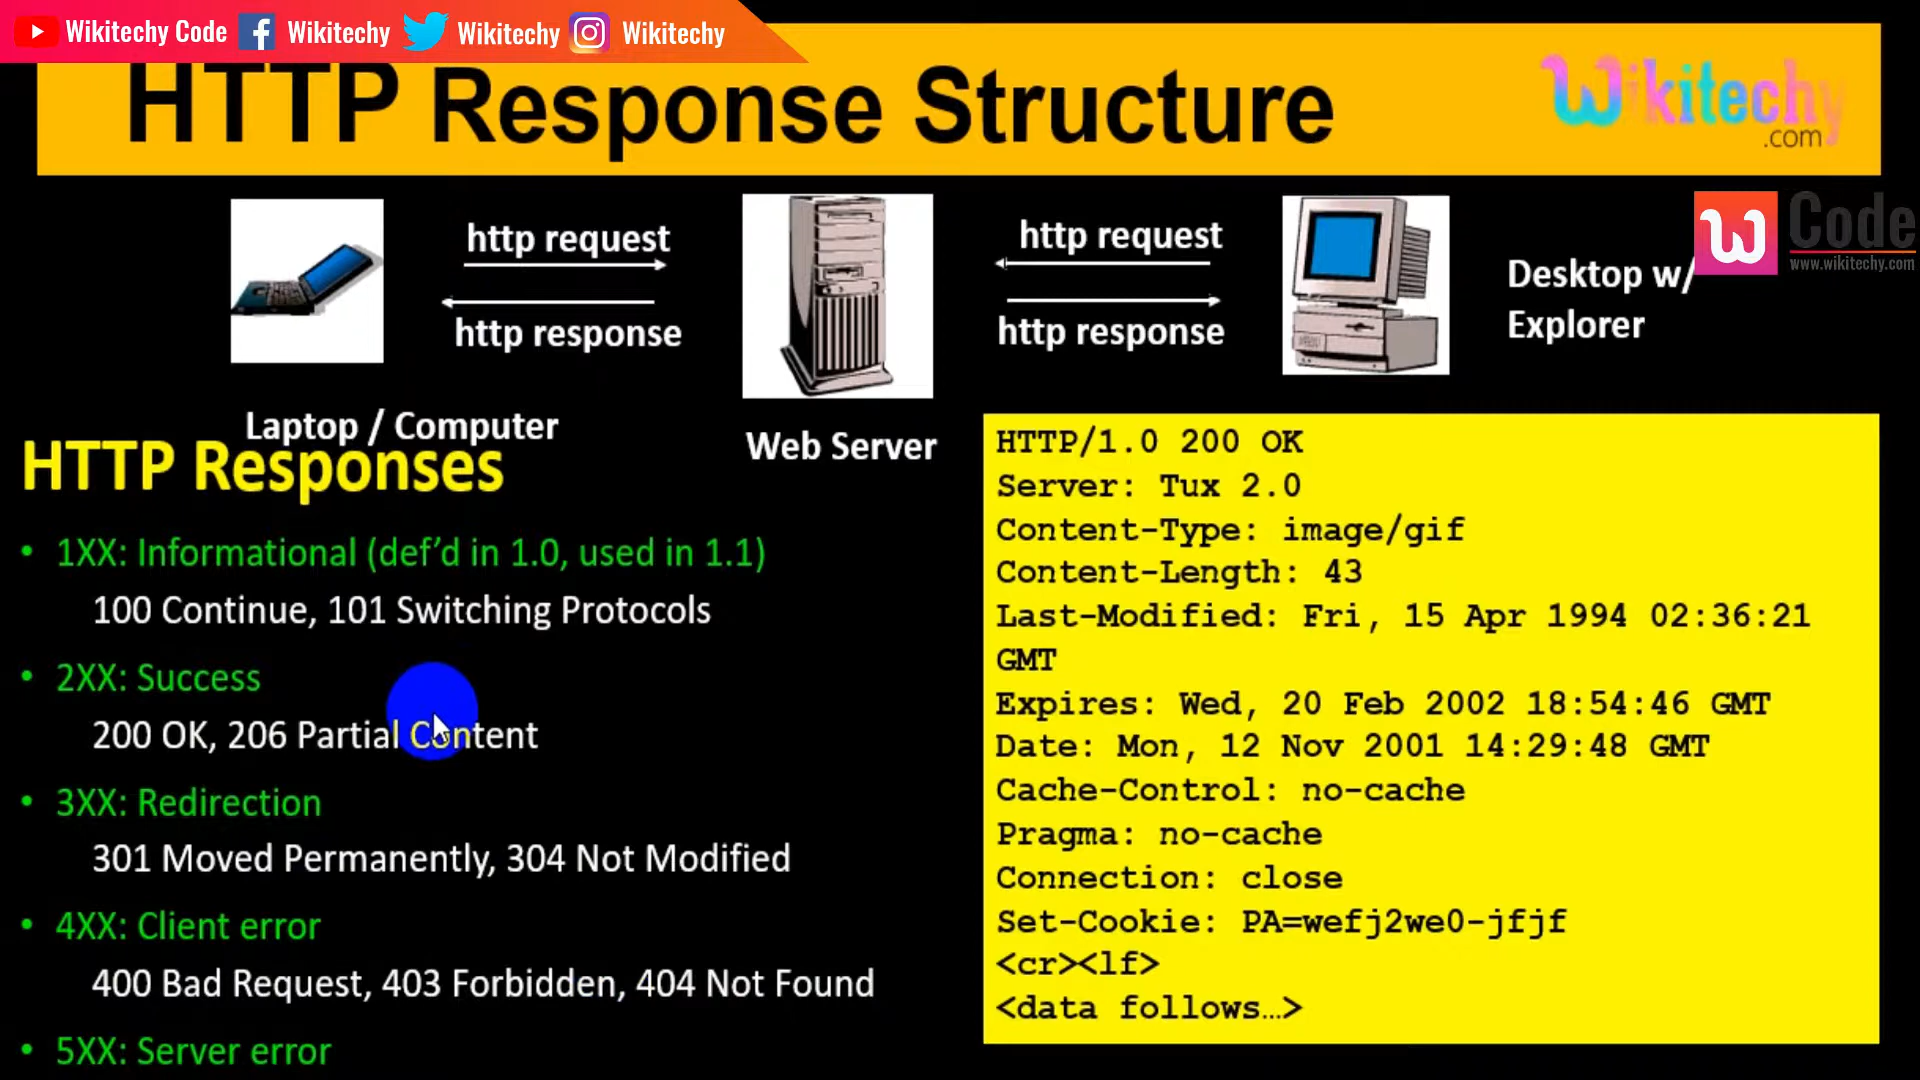 Wikitechy Code Wikitechy Wikitechy Wikitechy
HTTP Response Structure
Wikitechy
.com
Code
www.wikitechy.com
http request
http response
http request
http response
Desktop w/
Explorer
Laptop / Computer
Web Server
HTTP Responses
• 1XX: Informational (def’d in 1.0, used in 1.1)
100 Continue, 101 Switching Protocols
• 2XX: Success
200 OK, 206 Partial Content
• 3XX: Redirection
301 Moved Permanently, 304 Not Modified
• 4XX: Client error
400 Bad Request, 403 Forbidden, 404 Not Found
• 5XX: Server error
HTTP/1.0 200 OK
Server: Tux 2.0
Content-Type: image/gif
Content-Length: 43
Last-Modified: Fri, 15 Apr 1994 02:36:21
GMT
Expires: Wed, 20 Feb 2002 18:54:46 GMT
Date: Mon, 12 Nov 2001 14:29:48 GMT
Cache-Control: no-cache
Pragma: no-cache
Connection: close
Set-Cookie: PA=wefj2we0-jfjf
<cr><lf>
<data follows…>